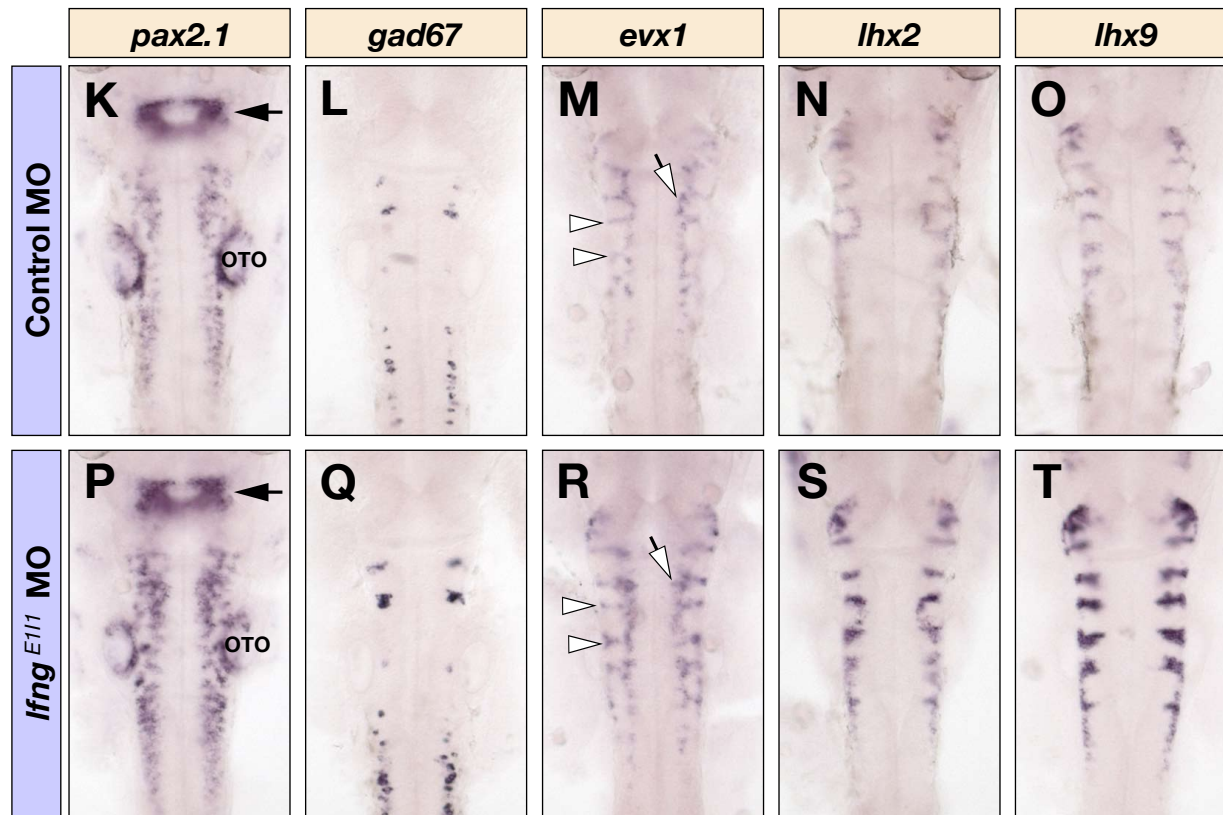 pax2.1 gad67 evx1 lhx2 lhx9
Control MO
K L M N O
OTO
lfng E1I1 MO
P Q R S T
OTO